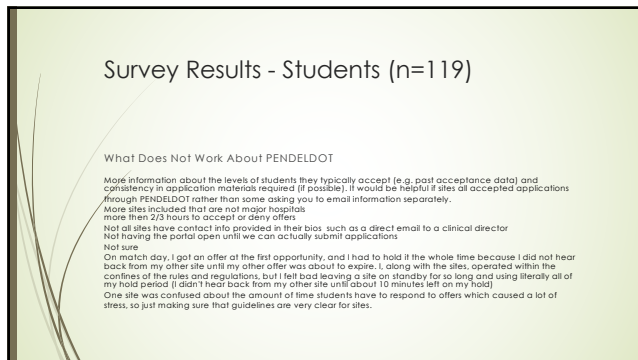 Survey Results - Students (n=119)
What Does Not Work About PENDELDOT
More information about the levels of students they typically accept (e.g. past acceptance data) and
consistency in application materials required (if possible). It would be helpful if sites all accepted applications
through PENDELDOT rather than some asking you to email information separately.
More sites included that are not major hospitals
more then 2/3 hours to accept or deny offers
Not all sites have contact info provided in their bios such as a direct email to a clinical director
Not having the portal open until we can actually submit applications
Not sure
On match day, I got an offer at the first opportunity, and I had to hold it the whole time because I did not hear
back from my other site until my other offer was about to expire. I, along with the sites, operated within the
confines of the rules and regulations, but I felt bad leaving a site on standby for so long and using literally all of
my hold period (I didn't hear back from my other site until about 10 minutes left on my hold)
One site was confused about the amount of time students have to respond to offers which caused a lot of
stress, so just making sure that guidelines are very clear for sites.